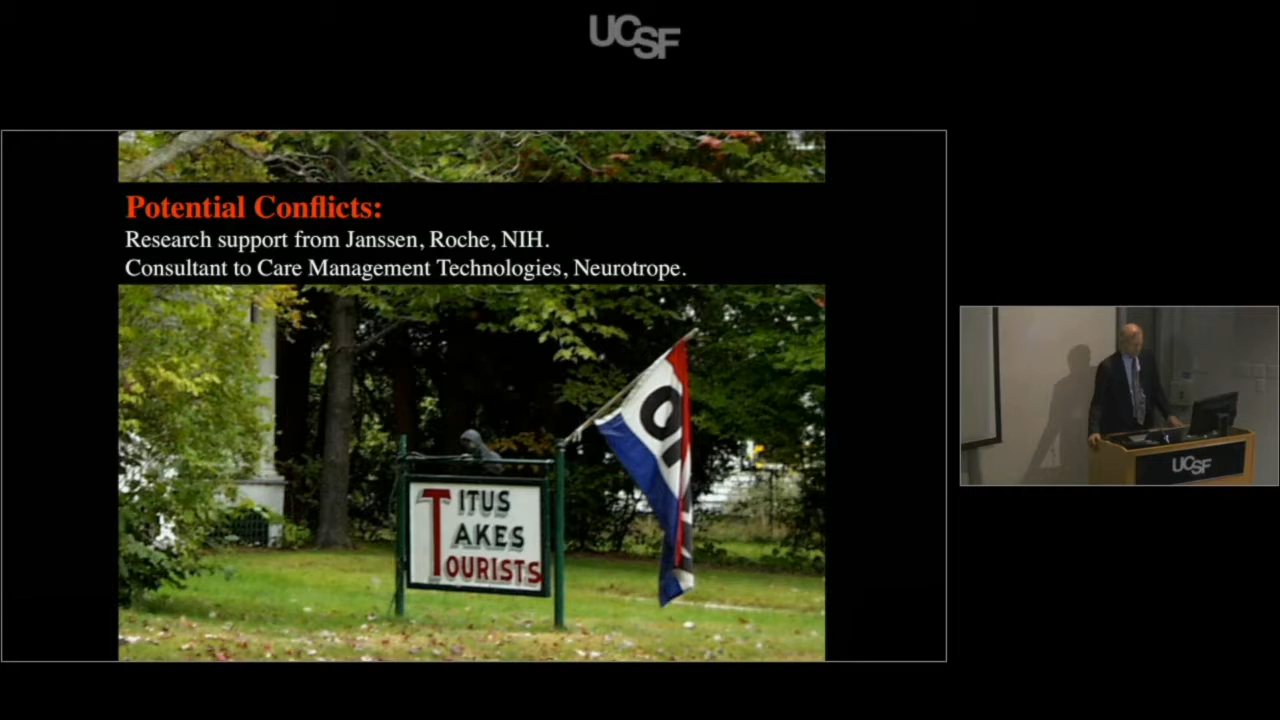 UCSF
Potential Conflicts:
Research support from Janssen, Roche, NIH.
Consultant to Care Management Technologies, Neurotrope.
TITUS
TAKES
TOURISTS
UCSF